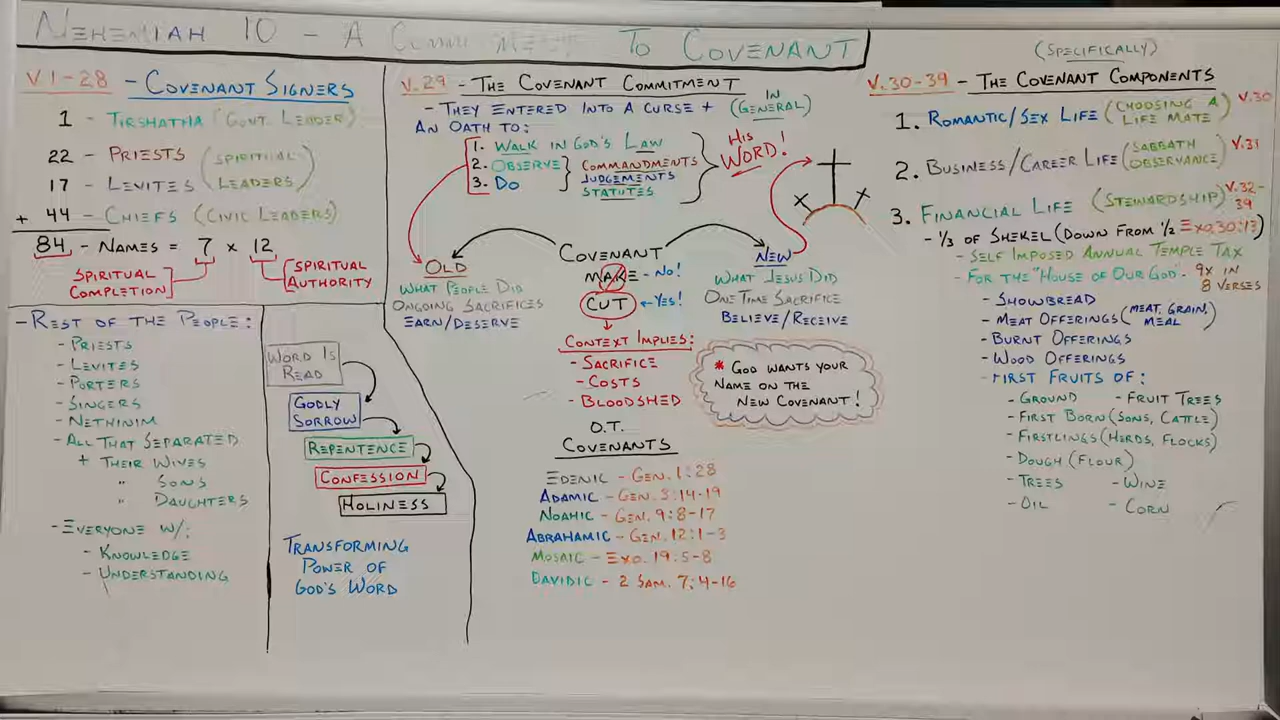 NEHEMIAH 10 - A COMMITMENT TO COVENANT
V.1-28 - COVENANT SIGNERS
1 - TIRSHATHA (GOVT. LEADER)
22 - PRIESTS (SPIRITUAL
17 - LEVITES LEADERS)
+ 44 - CHIEFS (CIVIL LEADERS)
84 - NAMES = 7 x 12
SPIRITUAL COMPLETION
SPIRITUAL AUTHORITY
- REST OF THE PEOPLE:
- PRIESTS
- LEVITES
- PORTERS
- SINGERS
- NETHINIM
- ALL THAT SEPARATED
+ THEIR WIVES
" SONS
" DAUGHTERS
- EVERYONE W/:
- KNOWLEDGE
- UNDERSTANDING
WORD IS
READ
GODLY
SORROW
REPENTENCE
CONFESSION
HOLINESS
TRANSFORMING
POWER OF
GOD'S WORD
V.29 - THE COVENANT COMMITMENT
- THEY ENTERED INTO A CURSE + (IN GENERAL)
AN OATH TO:
1. WALK IN GOD'S LAW
2. OBSERVE
3. DO
COMMANDMENTS
JUDGEMENTS
STATUTES
HIS
WORD!
COVENANT
MAKE - NO!
CUT ← YES!
OLD
WHAT PEOPLE DID
ONGOING SACRIFICES
EARN/DESERVE
NEW
WHAT JESUS DID
ONE TIME SACRIFICE
BELIEVE/RECEIVE
CONTEXT IMPLIES:
- SACRIFICE
- COSTS
- BLOODSHED
* GOD WANTS YOUR
NAME ON THE
NEW COVENANT!
O.T.
COVENANTS
EDENIC - GEN. 1:28
ADAMIC - GEN. 3:14-19
NOAHIC - GEN. 9:8-17
ABRAHAMIC - GEN. 12:1-3
MOSAIC - EXO. 19:5-8
DAVIDIC - 2 SAM. 7:4-16
(SPECIFICALLY)
V.30-39 - THE COVENANT COMPONENTS
1. ROMANTIC/SEX LIFE (CHOOSING A LIFE MATE) V.30
2. BUSINESS/CAREER LIFE (SABBATH OBSERVANCE) V.31
3. FINANCIAL LIFE (STEWARDSHIP) V.32-39
- 1/3 OF SHEKEL (DOWN FROM 1/2 EXO. 30:13)
- SELF IMPOSED ANNUAL TEMPLE TAX
- FOR THE "HOUSE OF OUR GOD" - 9X IN
8 VERSES
- SHOWBREAD
- MEAT OFFERINGS (MEAT, GRAIN, MEAL)
- BURNT OFFERINGS
- WOOD OFFERINGS
- FIRST FRUITS OF:
- GROUND - FRUIT TREES
- FIRST BORN (SONS, CATTLE)
- FIRSTLINGS (HERDS, FLOCKS)
- DOUGH (FLOUR)
- TREES - WINE
- OIL - CORN